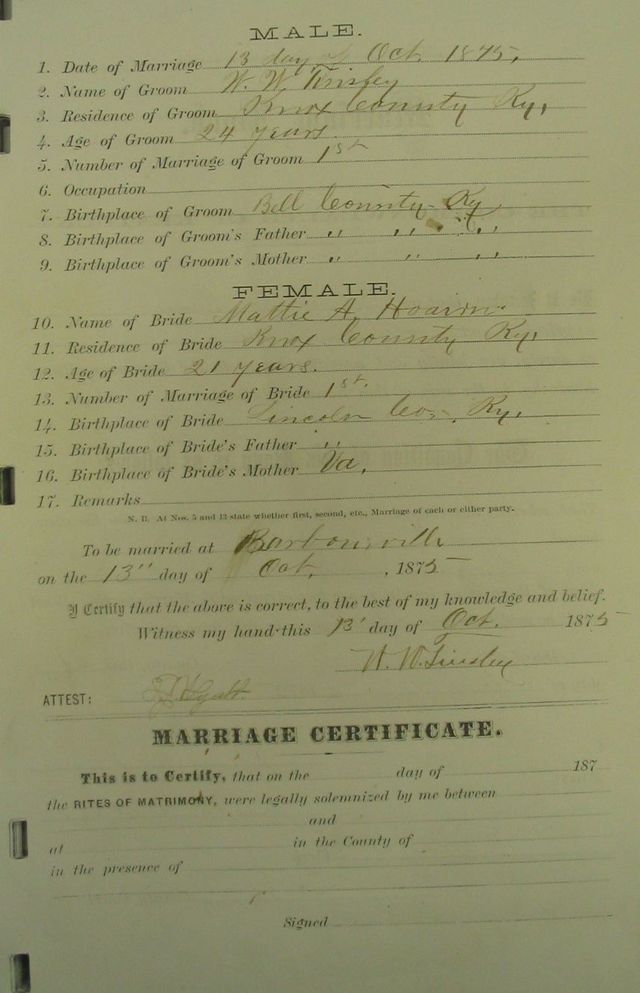 MALE.
1. Date of Marriage 13 day of Oct 1875,
2. Name of Groom W. W. Tinsley
3. Residence of Groom Knox County Ky,
4. Age of Groom 24 years
5. Number of Marriage of Groom 1st
6. Occupation
7. Birthplace of Groom Bell County Ky
8. Birthplace of Groom's Father " " "
9. Birthplace of Groom's Mother " " "
FEMALE.
10. Name of Bride Mattie A.
11. Residence of Bride Knox County Ky,
12. Age of Bride 21 years.
13. Number of Marriage of Bride 1st.
14. Birthplace of Bride Lincoln Co., Ky,
15. Birthplace of Bride's Father "
16. Birthplace of Bride's Mother Va,
17. Remarks
N. B. At Nos. 5 and 13 state whether first, second, etc., Marriage of each or either party.
To be married at Barboursville
on the 13" day of Oct. , 1875
I Certify that the above is correct, to the best of my knowledge and belief.
Witness my hand this 13' day of Oct. 1875
W. W. Tinsley
ATTEST:
MARRIAGE CERTIFICATE.
This is to Certify, that on the day of 187
the RITES OF MATRIMONY, were legally solemnized by me between
and
at in the County of
in the presence of
Signed